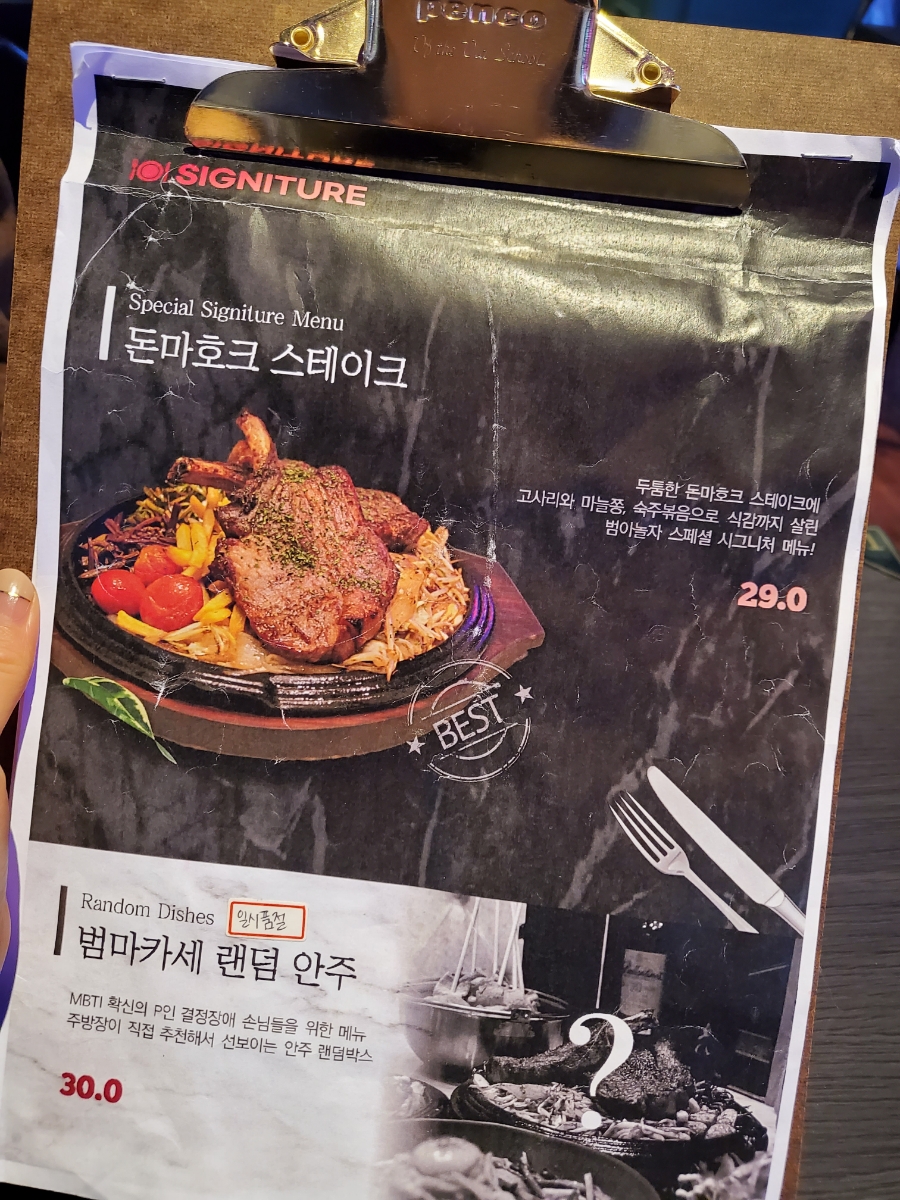 penco
SIGNITURE
Special Signiture Menu
돈마호크 스테이크
두툼한 돈마호크 스테이크에
고사리와 마늘쫑, 숙주볶음으로 식감까지 살린
범이놀자 스페셜 시그니처 메뉴!
29.0
BEST
Random Dishes
일시품절
범마카세 랜덤 안주
MBTI 확신의 P인 결정장애 손님들을 위한 메뉴
주방장이 직접 추천해서 선보이는 안주 랜덤박스
30.0
?